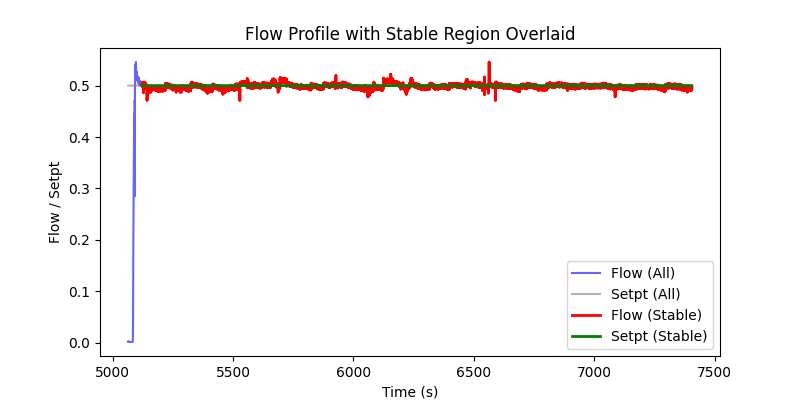 Flow Profile with Stable Region Overlaid
0.5
0.4
0.3
0.2
0.1
0.0
Flow / Setpt
Flow (All)
Setpt (All)
Flow (Stable)
Setpt (Stable)
5000 5500 6000 6500 7000 7500
Time (s)